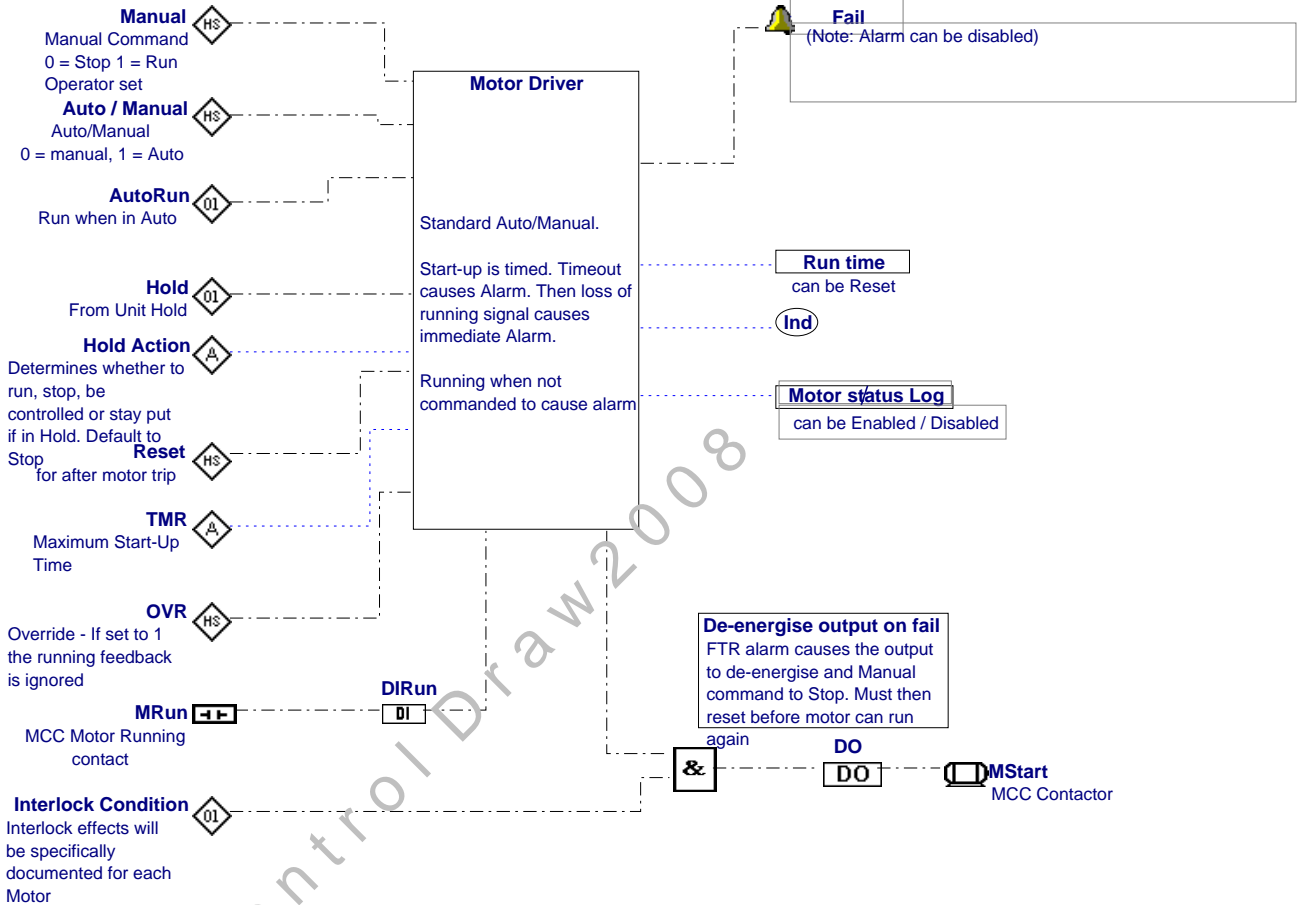 Manual
HS
Manual Command
0 = Stop 1 = Run
Operator set
Auto / Manual
HS
Auto/Manual
0 = manual, 1 = Auto
AutoRun
01
Run when in Auto
Hold
01
From Unit Hold
Hold Action
A
Determines whether to
run, stop, be
controlled or stay put
if in Hold. Default to
Stop
Reset
HS
for after motor trip
TMR
A
Maximum Start-Up
Time
OVR
HS
Override - If set to 1
the running feedback
is ignored
MRun
MCC Motor Running
contact
DIRun
DI
Interlock Condition
01
Interlock effects will
be specifically
documented for each
Motor
Motor Driver
Standard Auto/Manual.
Start-up is timed. Timeout
causes Alarm. Then loss of
running signal causes
immediate Alarm.
Running when not
commanded to cause alarm
Fail
(Note: Alarm can be disabled)
Run time
can be Reset
Ind
Motor status Log
can be Enabled / Disabled
De-energise output on fail
FTR alarm causes the output
to de-energise and Manual
command to Stop. Must then
reset before motor can run
again
&
DO
DO
MStart
MCC Contactor
ntrol Draw2008